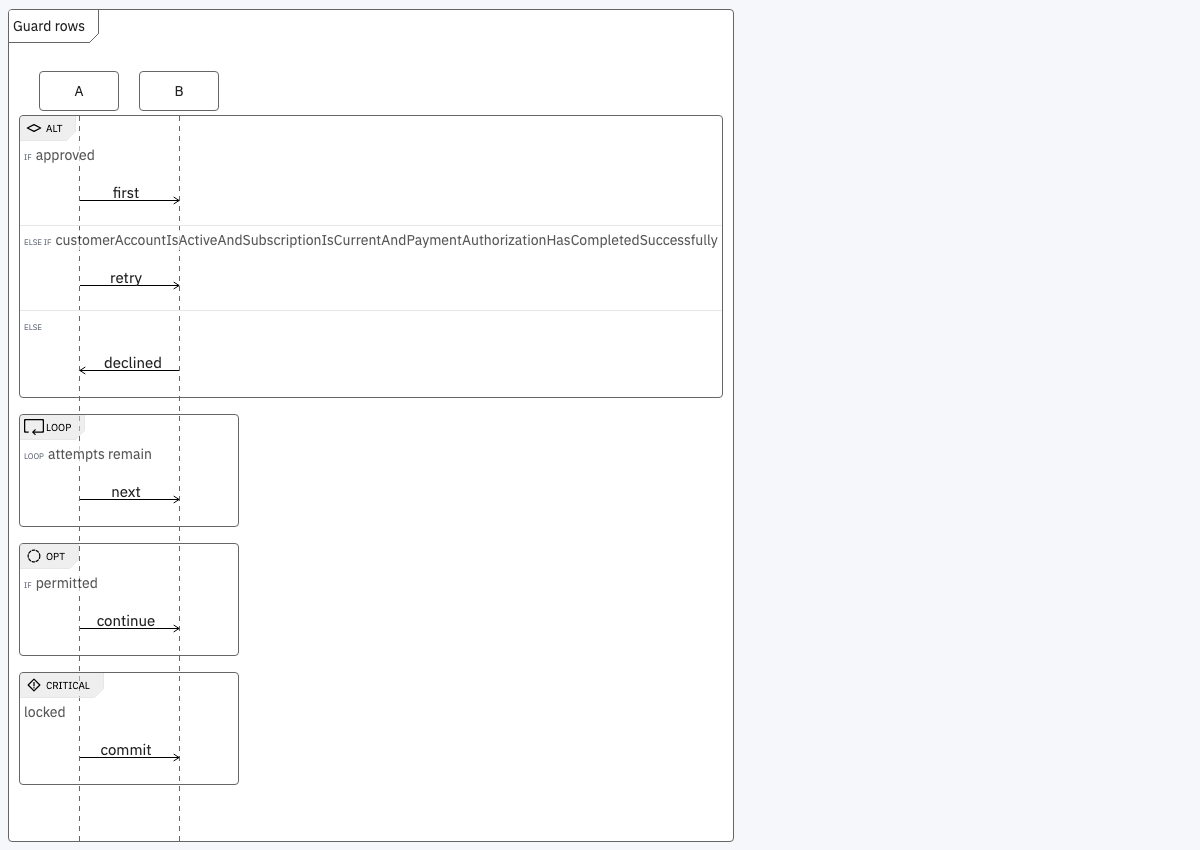 Guard rows
A B
ALT
IF approved
first
ELSE IF customerAccountIsActiveAndSubscriptionIsCurrentAndPaymentAuthorizationHasCompletedSuccessfully
retry
ELSE
declined
LOOP
LOOP attempts remain
next
OPT
IF permitted
continue
CRITICAL
locked
commit